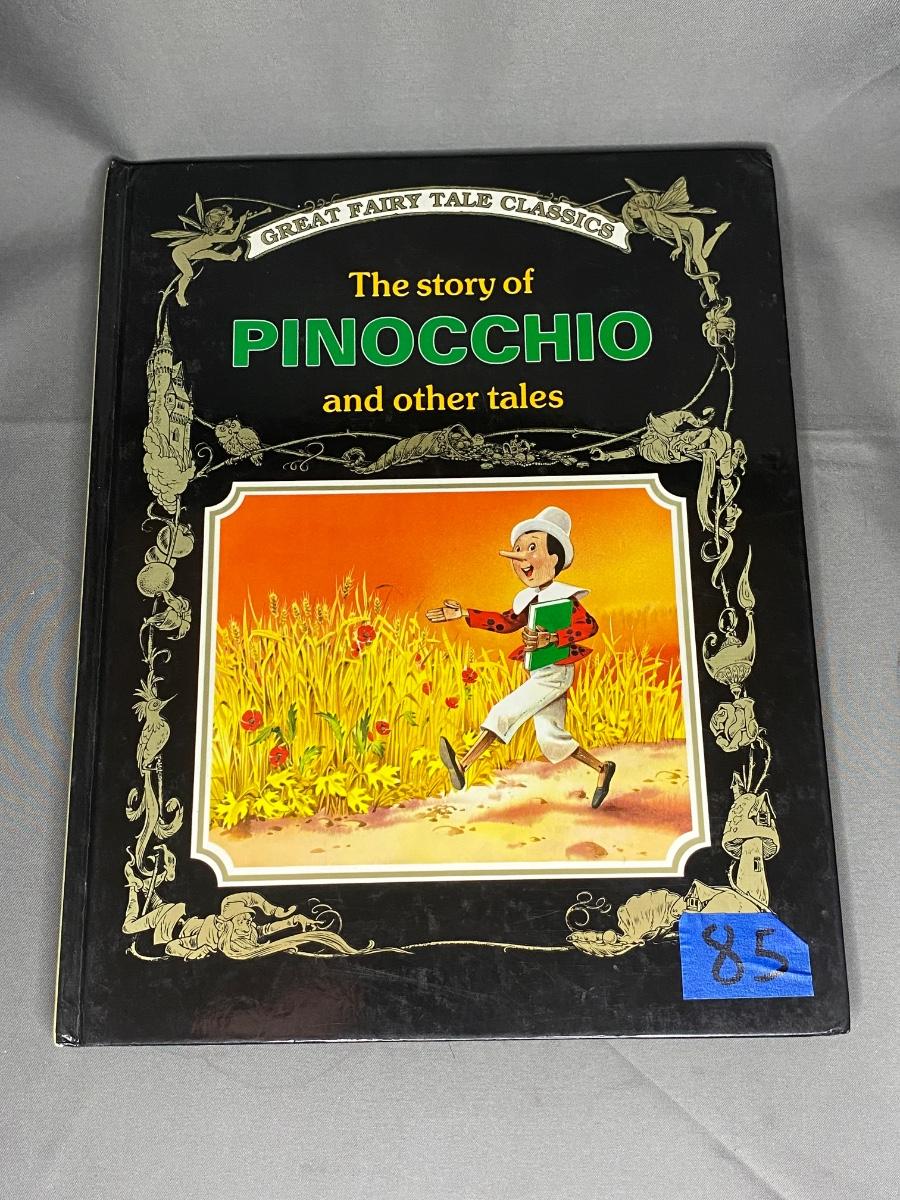 GREAT FAIRY TALE CLASSICS
The story of
PINOCCHIO
and other tales
85